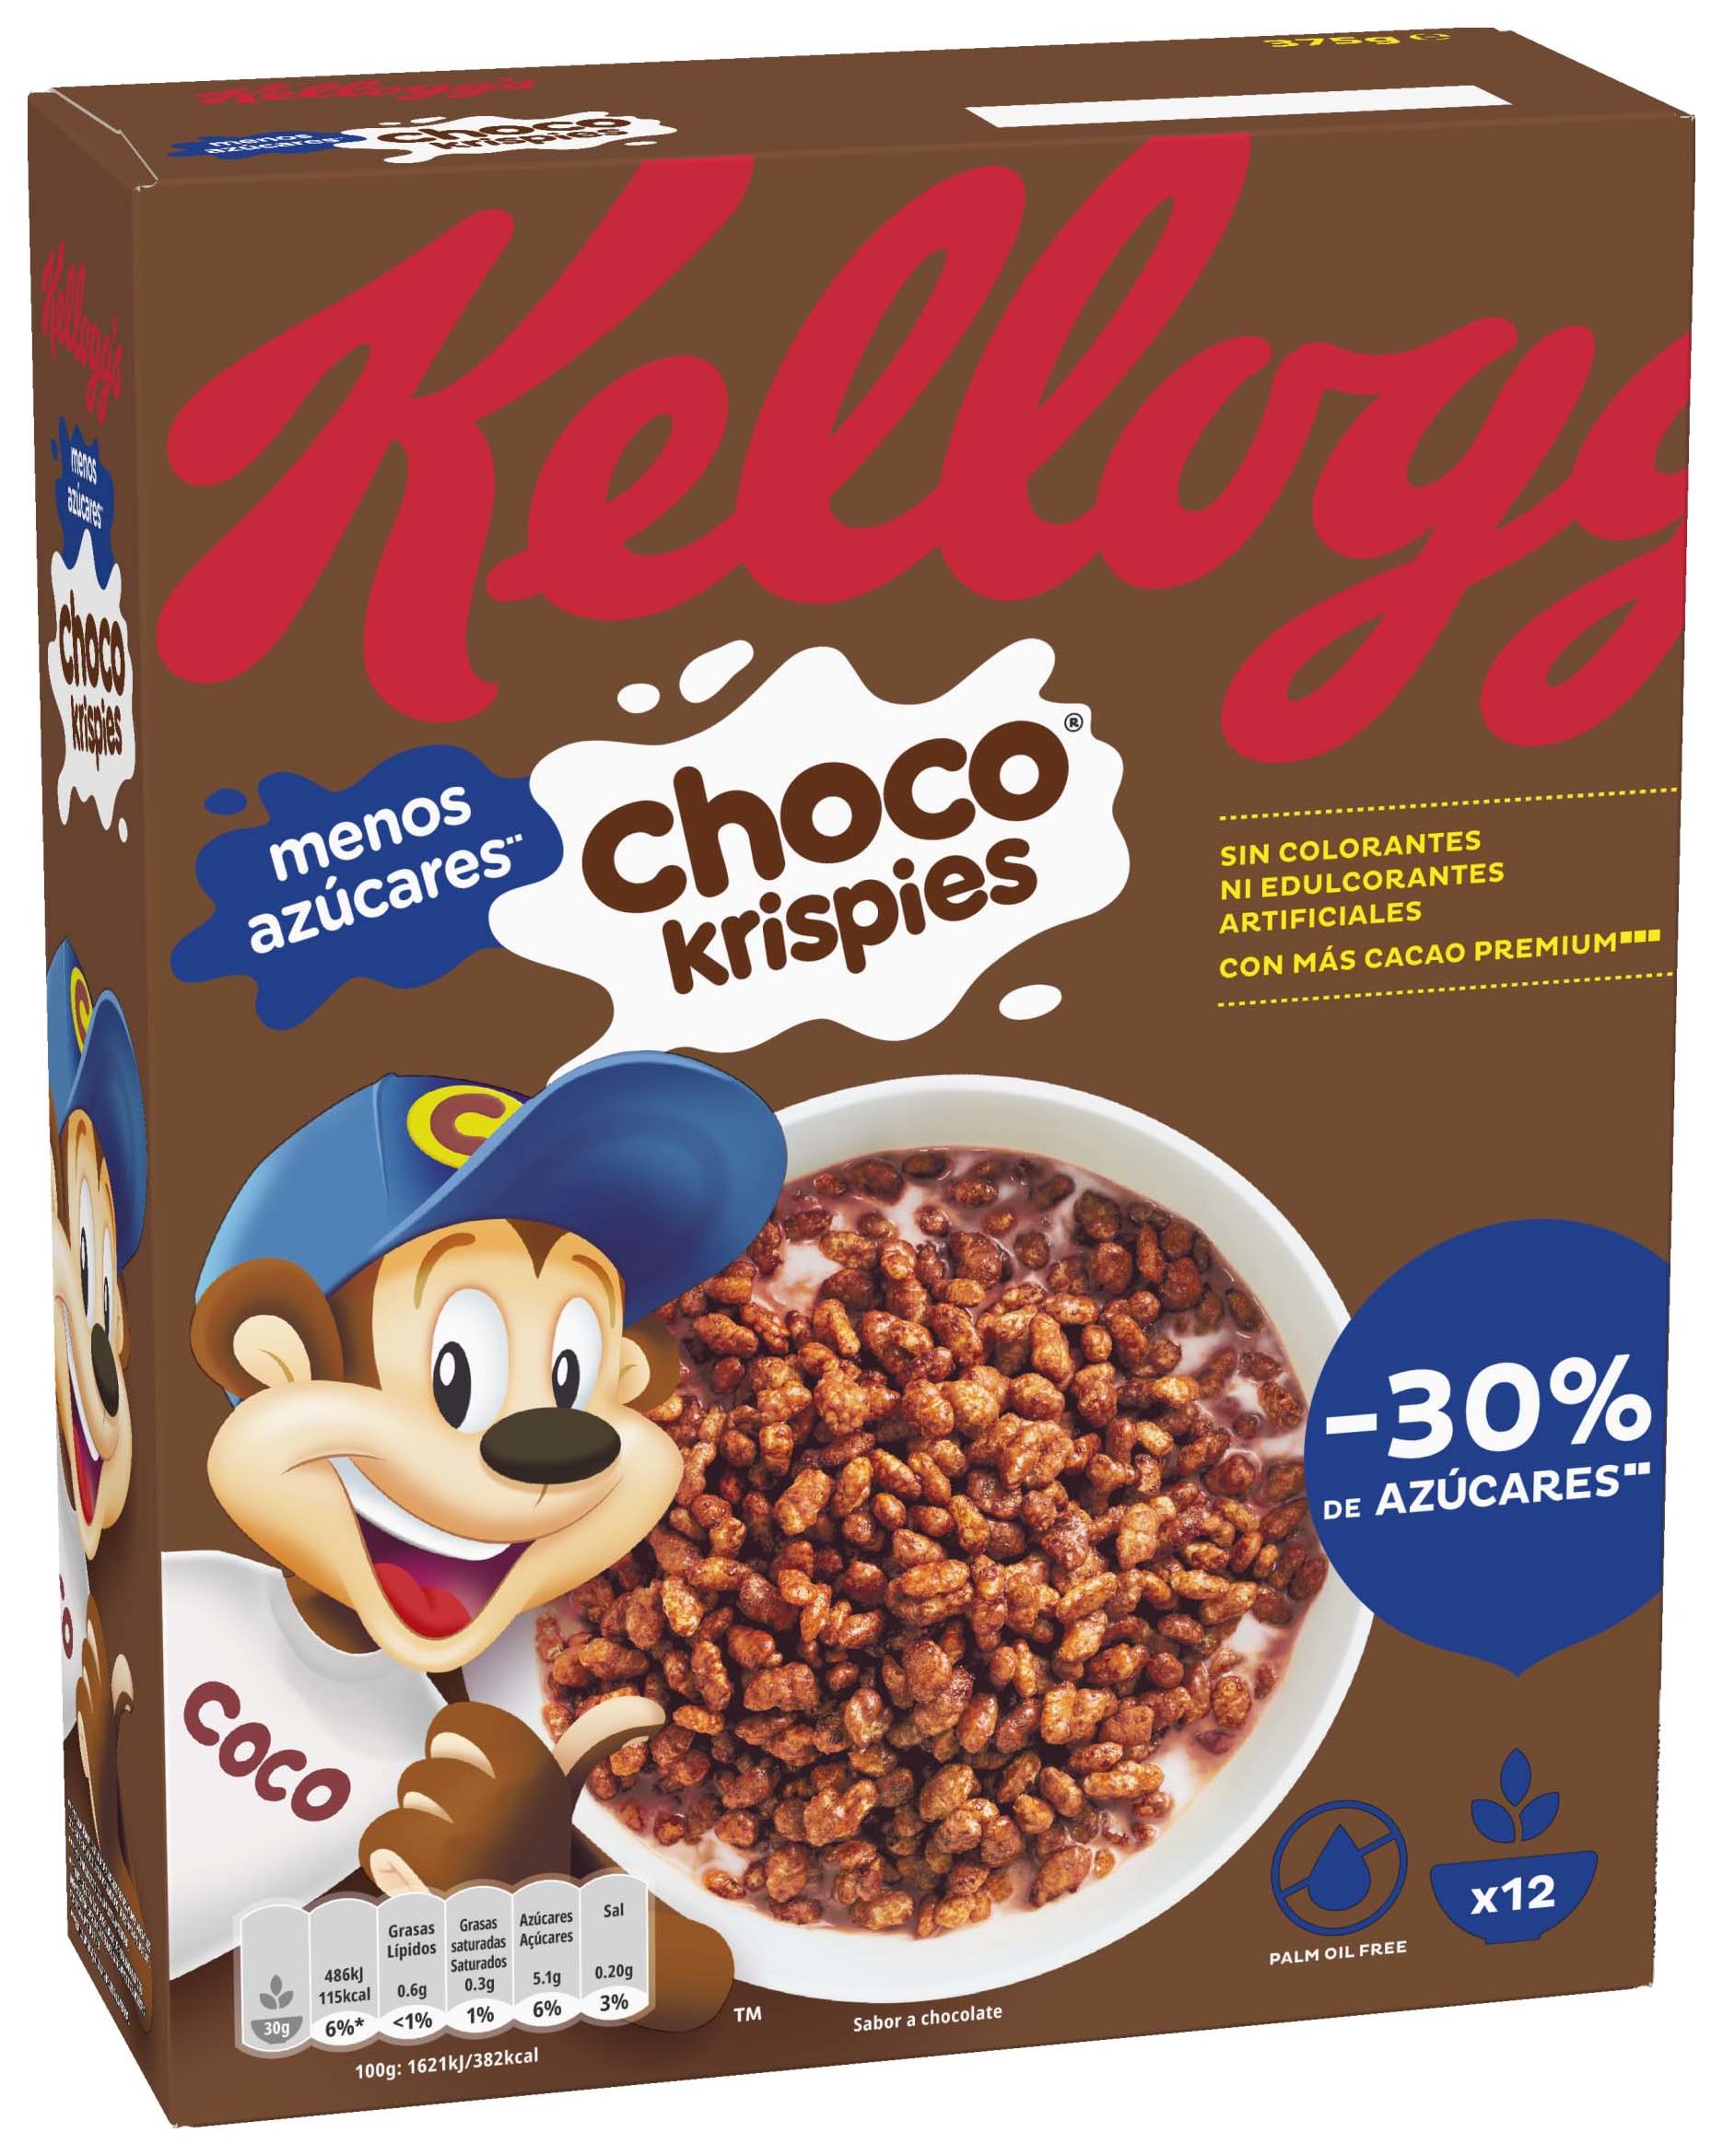 Kellogg's
375g e
menos
azúcares¨
choco
krispies
Kellogg's
menos
azúcares¨
choco
krispies
Kellogg
menos
azúcares¨
choco®
krispies
SIN COLORANTES
NI EDULCORANTES
ARTIFICIALES
CON MÁS CACAO PREMIUM▪▪▪
C
-30%
DE AZÚCARES▪▪
COCO
x12
PALM OIL FREE
30g
486kJ
115kcal
6%*
Grasas
Lípidos
0.6g
<1%
Grasas
saturadas
Saturados
0.3g
1%
Azúcares
Açúcares
5.1g
6%
Sal
0.20g
3%
100g: 1621kJ/382kcal
TM
Sabor a chocolate